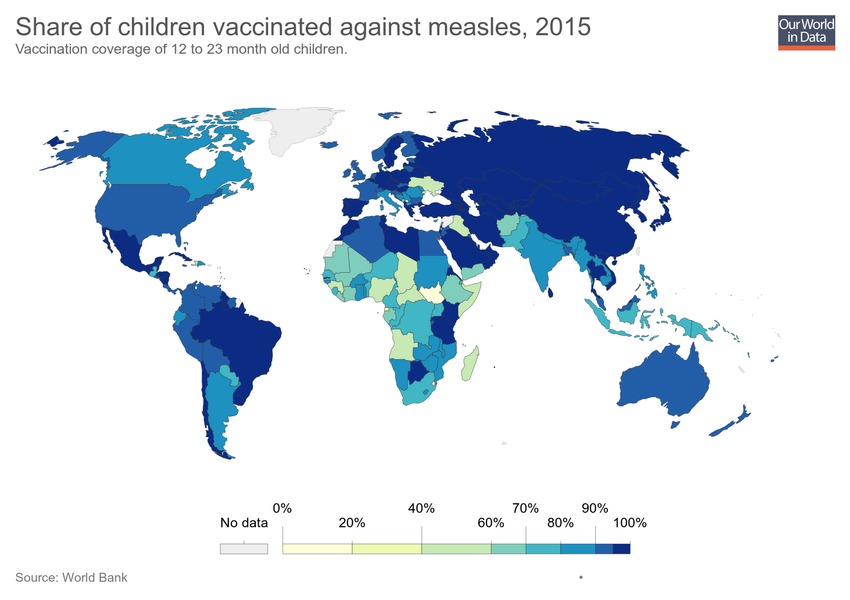 Share of children vaccinated against measles, 2015
Vaccination coverage of 12 to 23 month old children.
Our World
in Data
0% 40% 70% 90%
No data 20% 60% 80% 100%
Source: World Bank